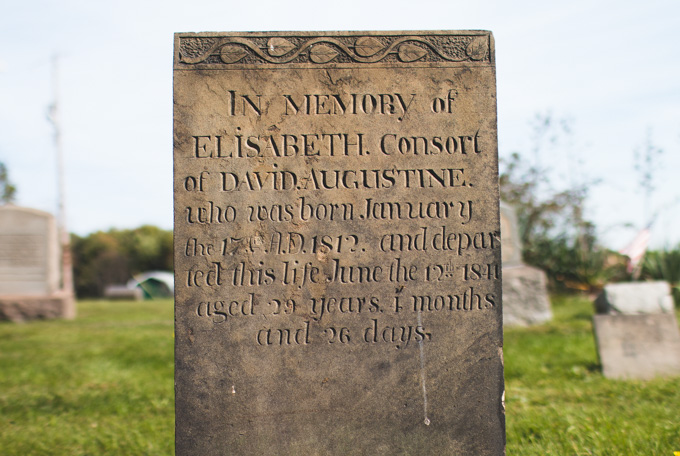 IN MEMORY of
ELISABETH. Consort
of DAVID. AUGUSTINE.
who was born January
the 17th A.D. 1812. and depar
ted this life June the 12th 1841
aged 29 years. 4 months
and 26 days.